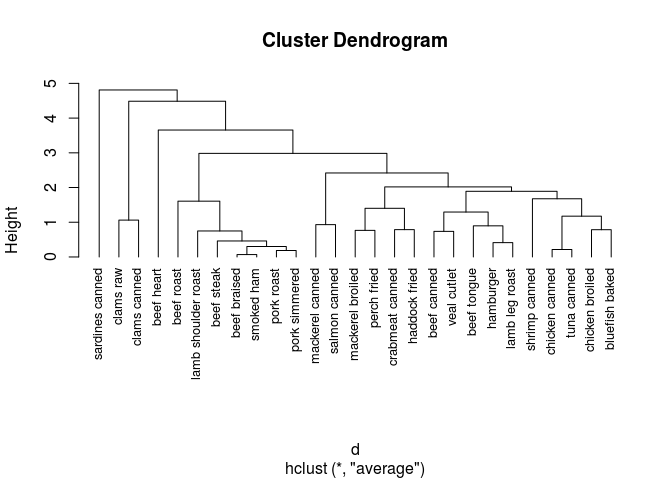 Cluster Dendrogram
Height
5
4
3
2
1
0
sardines canned
clams raw
clams canned
beef heart
beef roast
lamb shoulder roast
beef steak
beef braised
smoked ham
pork roast
pork simmered
mackerel canned
salmon canned
mackerel broiled
perch fried
crabmeat canned
haddock fried
beef canned
veal cutlet
beef tongue
hamburger
lamb leg roast
shrimp canned
chicken canned
tuna canned
chicken broiled
bluefish baked
d
hclust (*, "average")